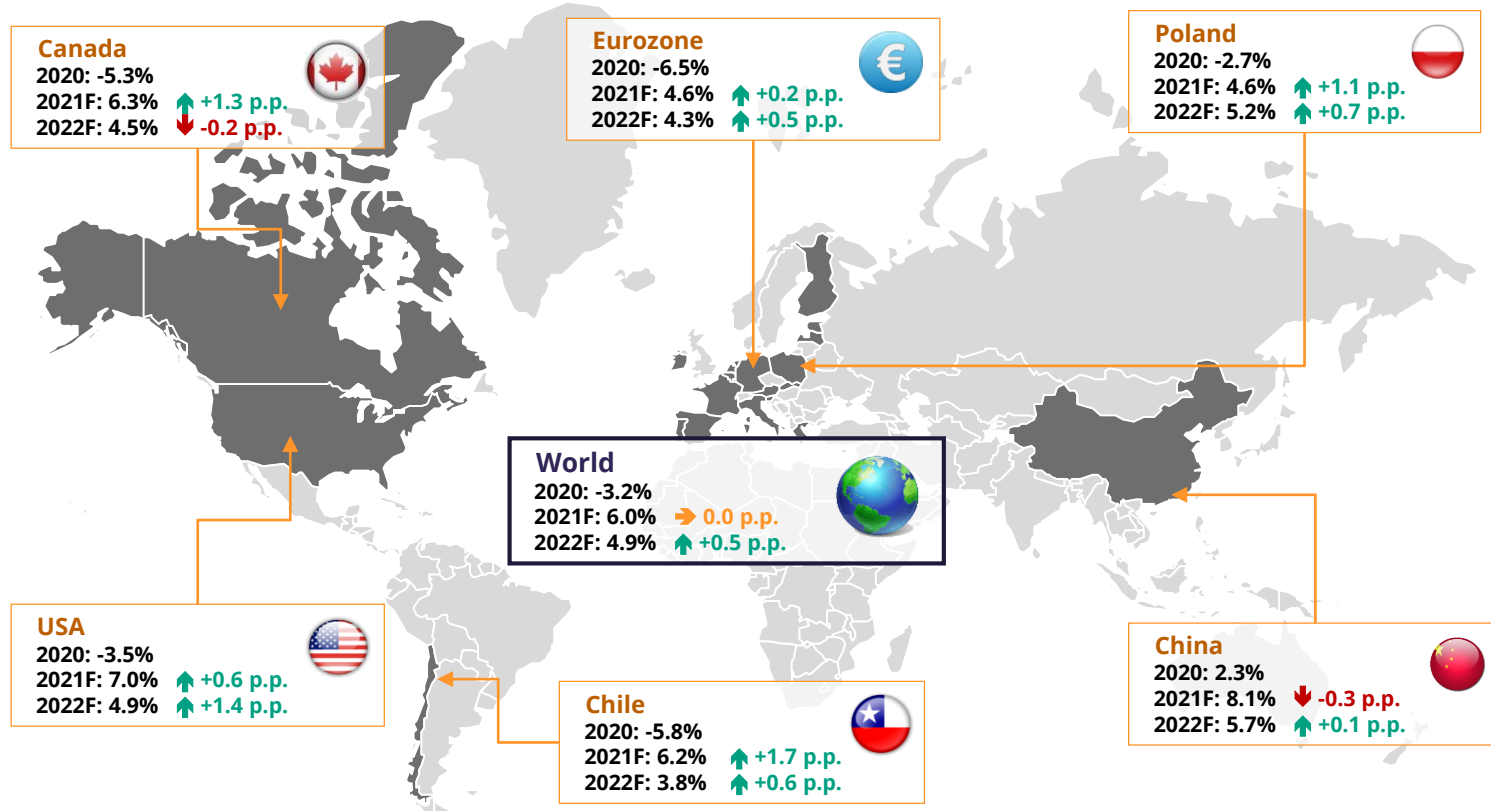 Canada
2020: -5.3%
2021F: 6.3% +1.3 p.p.
2022F: 4.5% -0.2 p.p.
Eurozone
2020: -6.5%
2021F: 4.6% +0.2 p.p.
2022F: 4.3% +0.5 p.p.
€
Poland
2020: -2.7%
2021F: 4.6% +1.1 p.p.
2022F: 5.2% +0.7 p.p.
World
2020: -3.2%
2021F: 6.0% 0.0 p.p.
2022F: 4.9% +0.5 p.p.
USA
2020: -3.5%
2021F: 7.0% +0.6 p.p.
2022F: 4.9% +1.4 p.p.
Chile
2020: -5.8%
2021F: 6.2% +1.7 p.p.
2022F: 3.8% +0.6 p.p.
China
2020: 2.3%
2021F: 8.1% -0.3 p.p.
2022F: 5.7% +0.1 p.p.